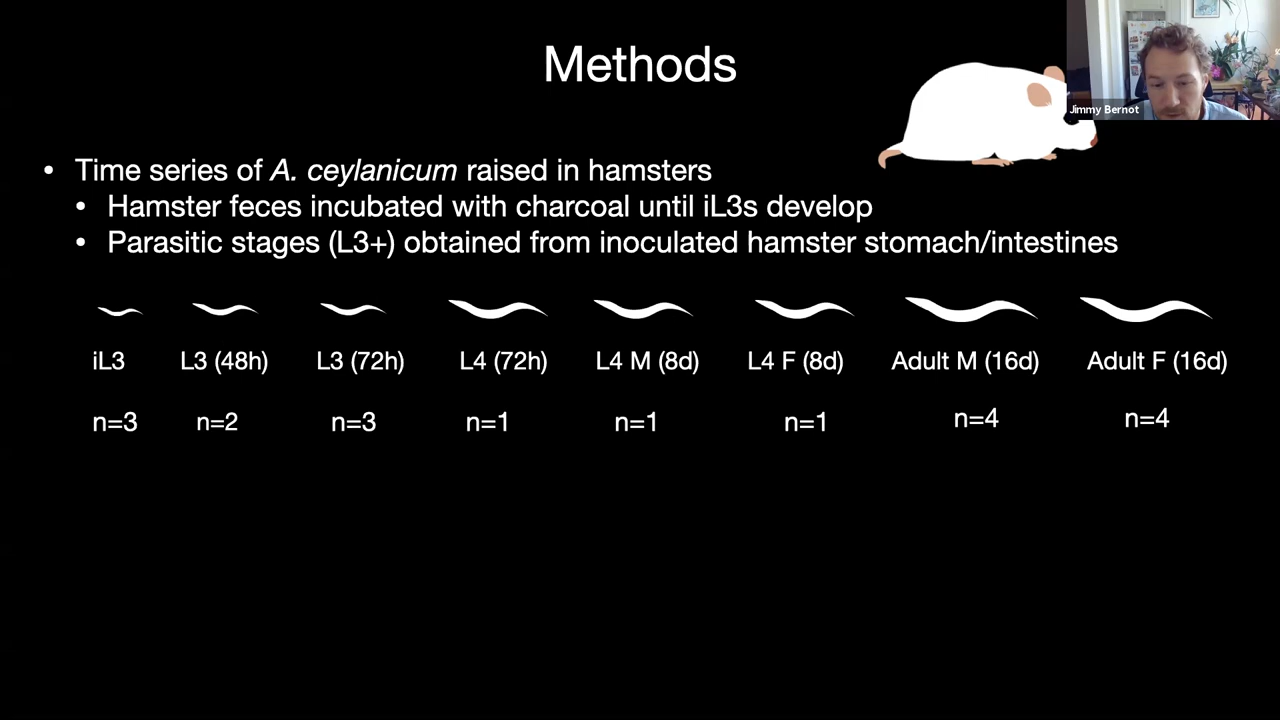 Methods
Jimmy Bernot
• Time series of A. ceylanicum raised in hamsters
• Hamster feces incubated with charcoal until iL3s develop
• Parasitic stages (L3+) obtained from inoculated hamster stomach/intestines
iL3 L3 (48h) L3 (72h) L4 (72h) L4 M (8d) L4 F (8d) Adult M (16d) Adult F (16d)
n=3 n=2 n=3 n=1 n=1 n=1 n=4 n=4